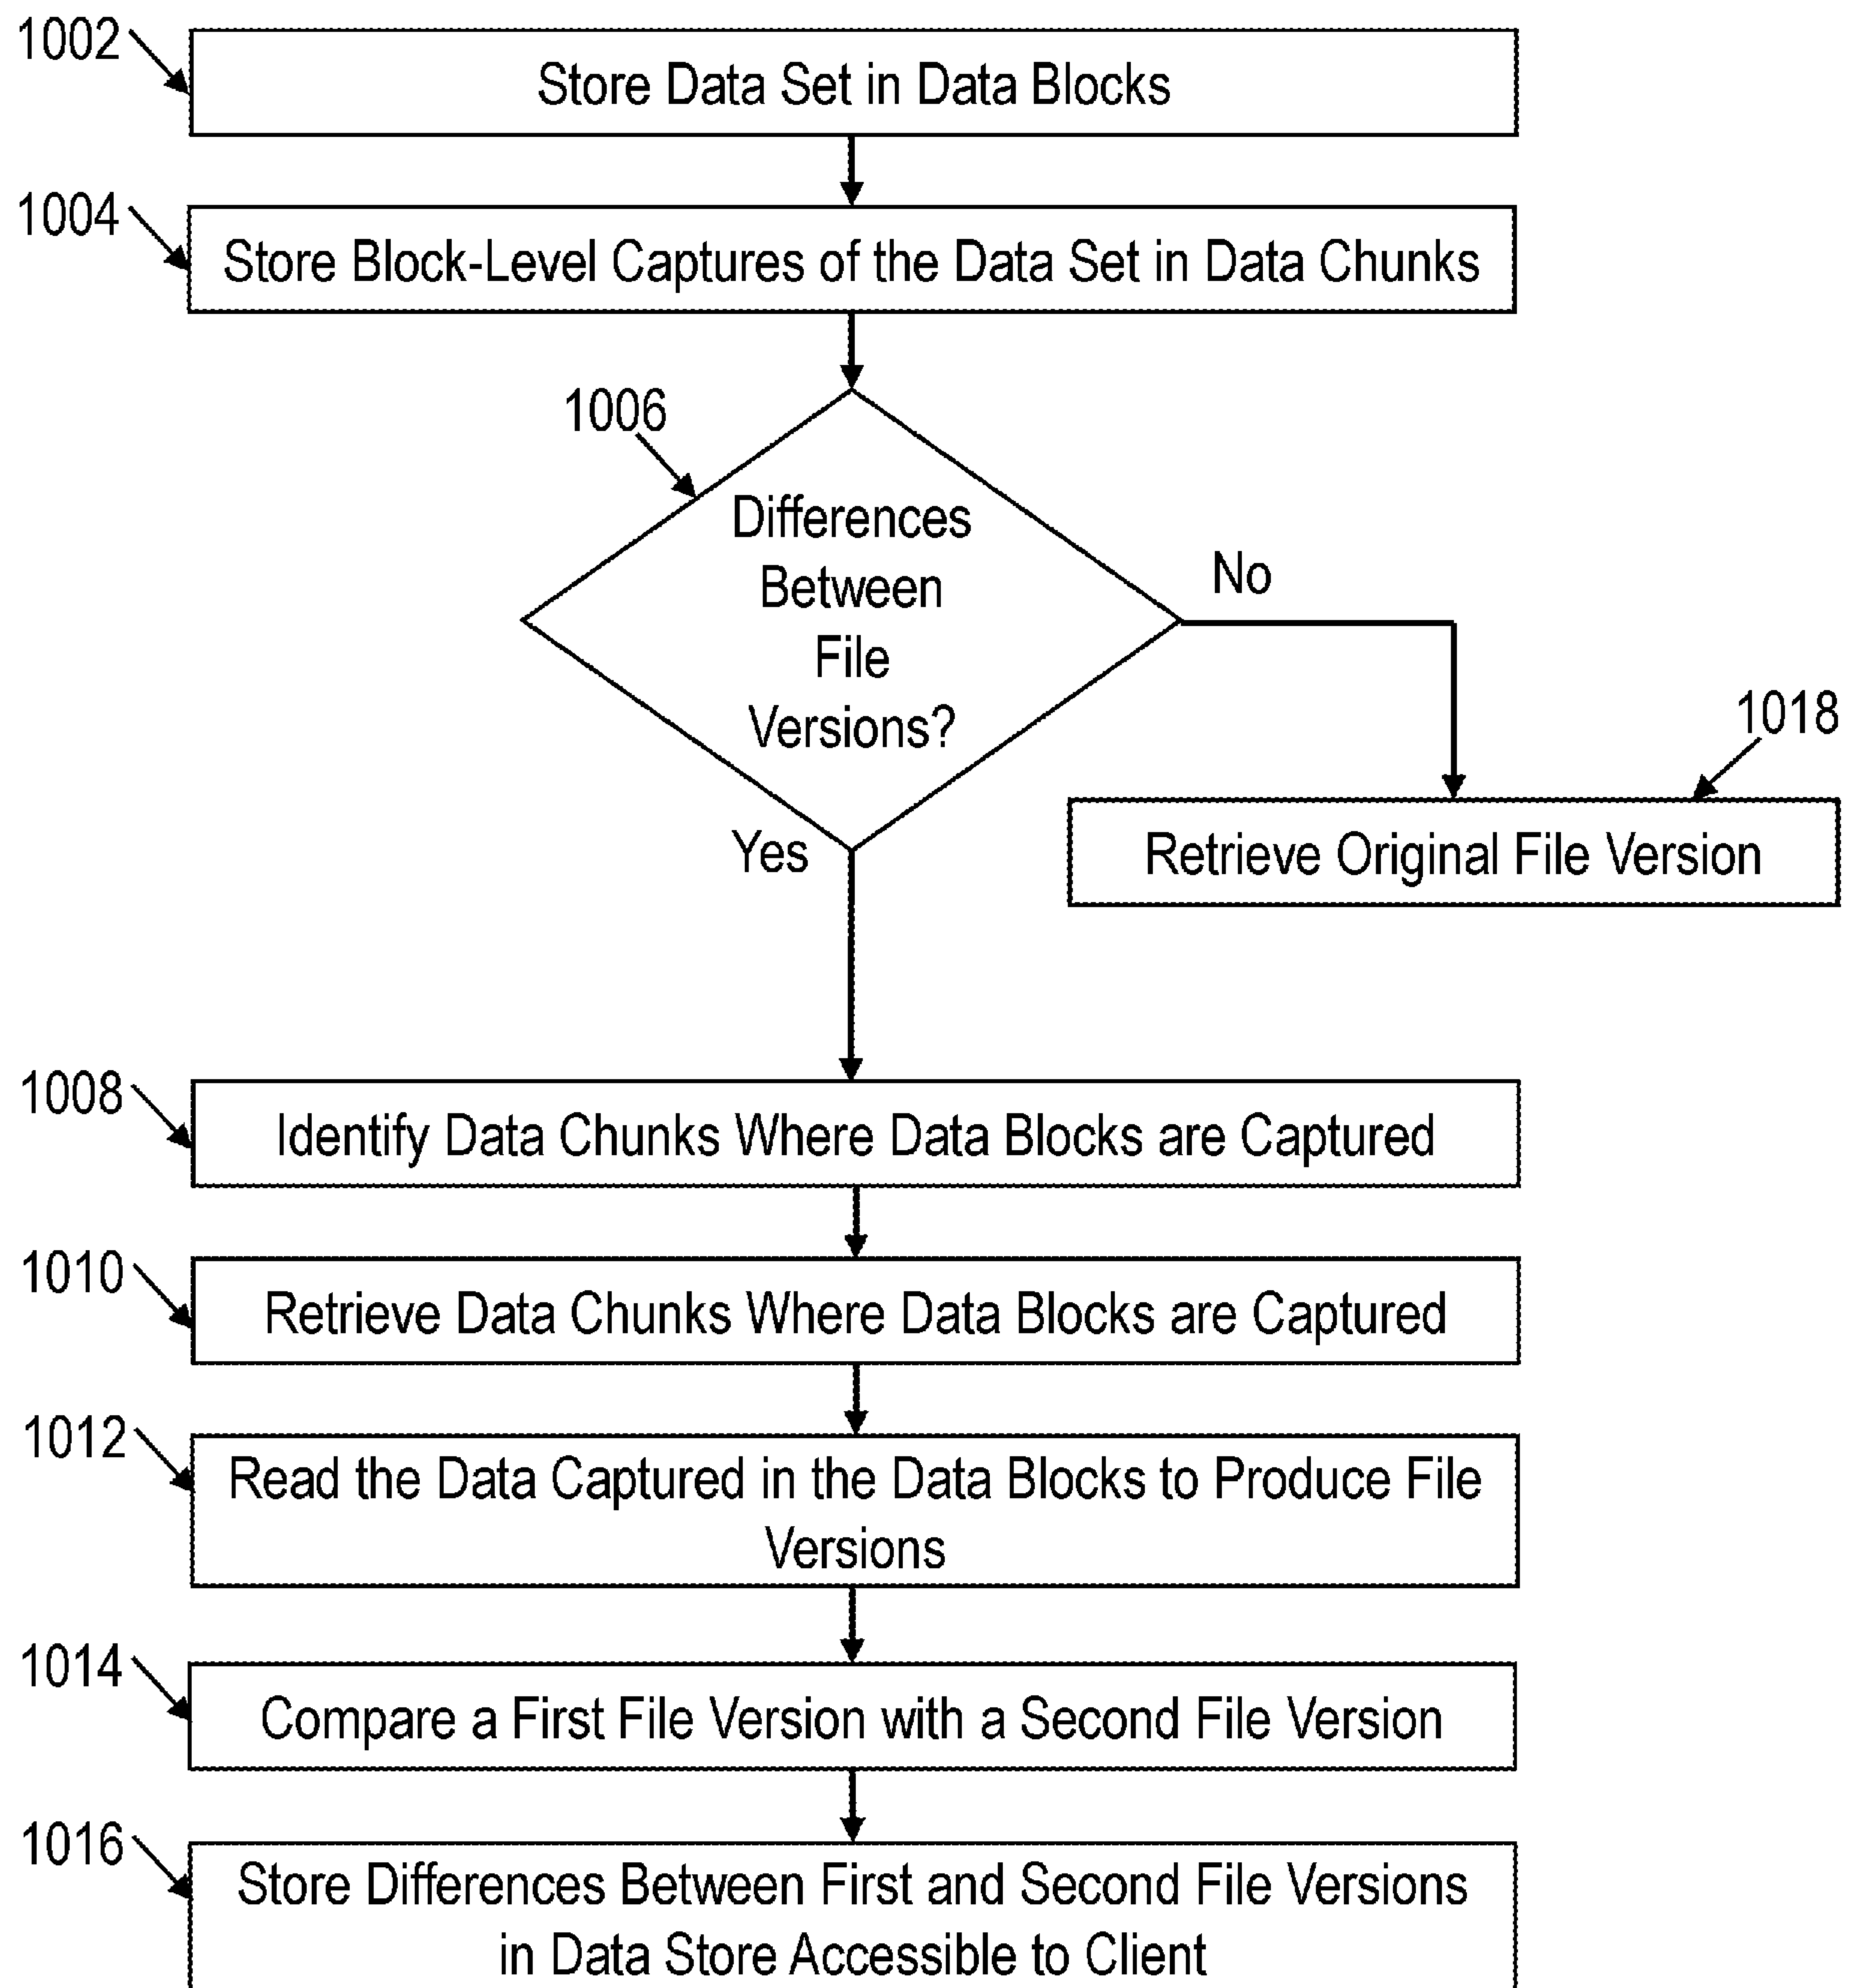 1002
Store Data Set in Data Blocks
1004
Store Block-Level Captures of the Data Set in Data Chunks
1006
Differences
Between
File
Versions?
No
1018
Retrieve Original File Version
Yes
1008
Identify Data Chunks Where Data Blocks are Captured
1010
Retrieve Data Chunks Where Data Blocks are Captured
1012
Read the Data Captured in the Data Blocks to Produce File
Versions
1014
Compare a First File Version with a Second File Version
1016
Store Differences Between First and Second File Versions
in Data Store Accessible to Client